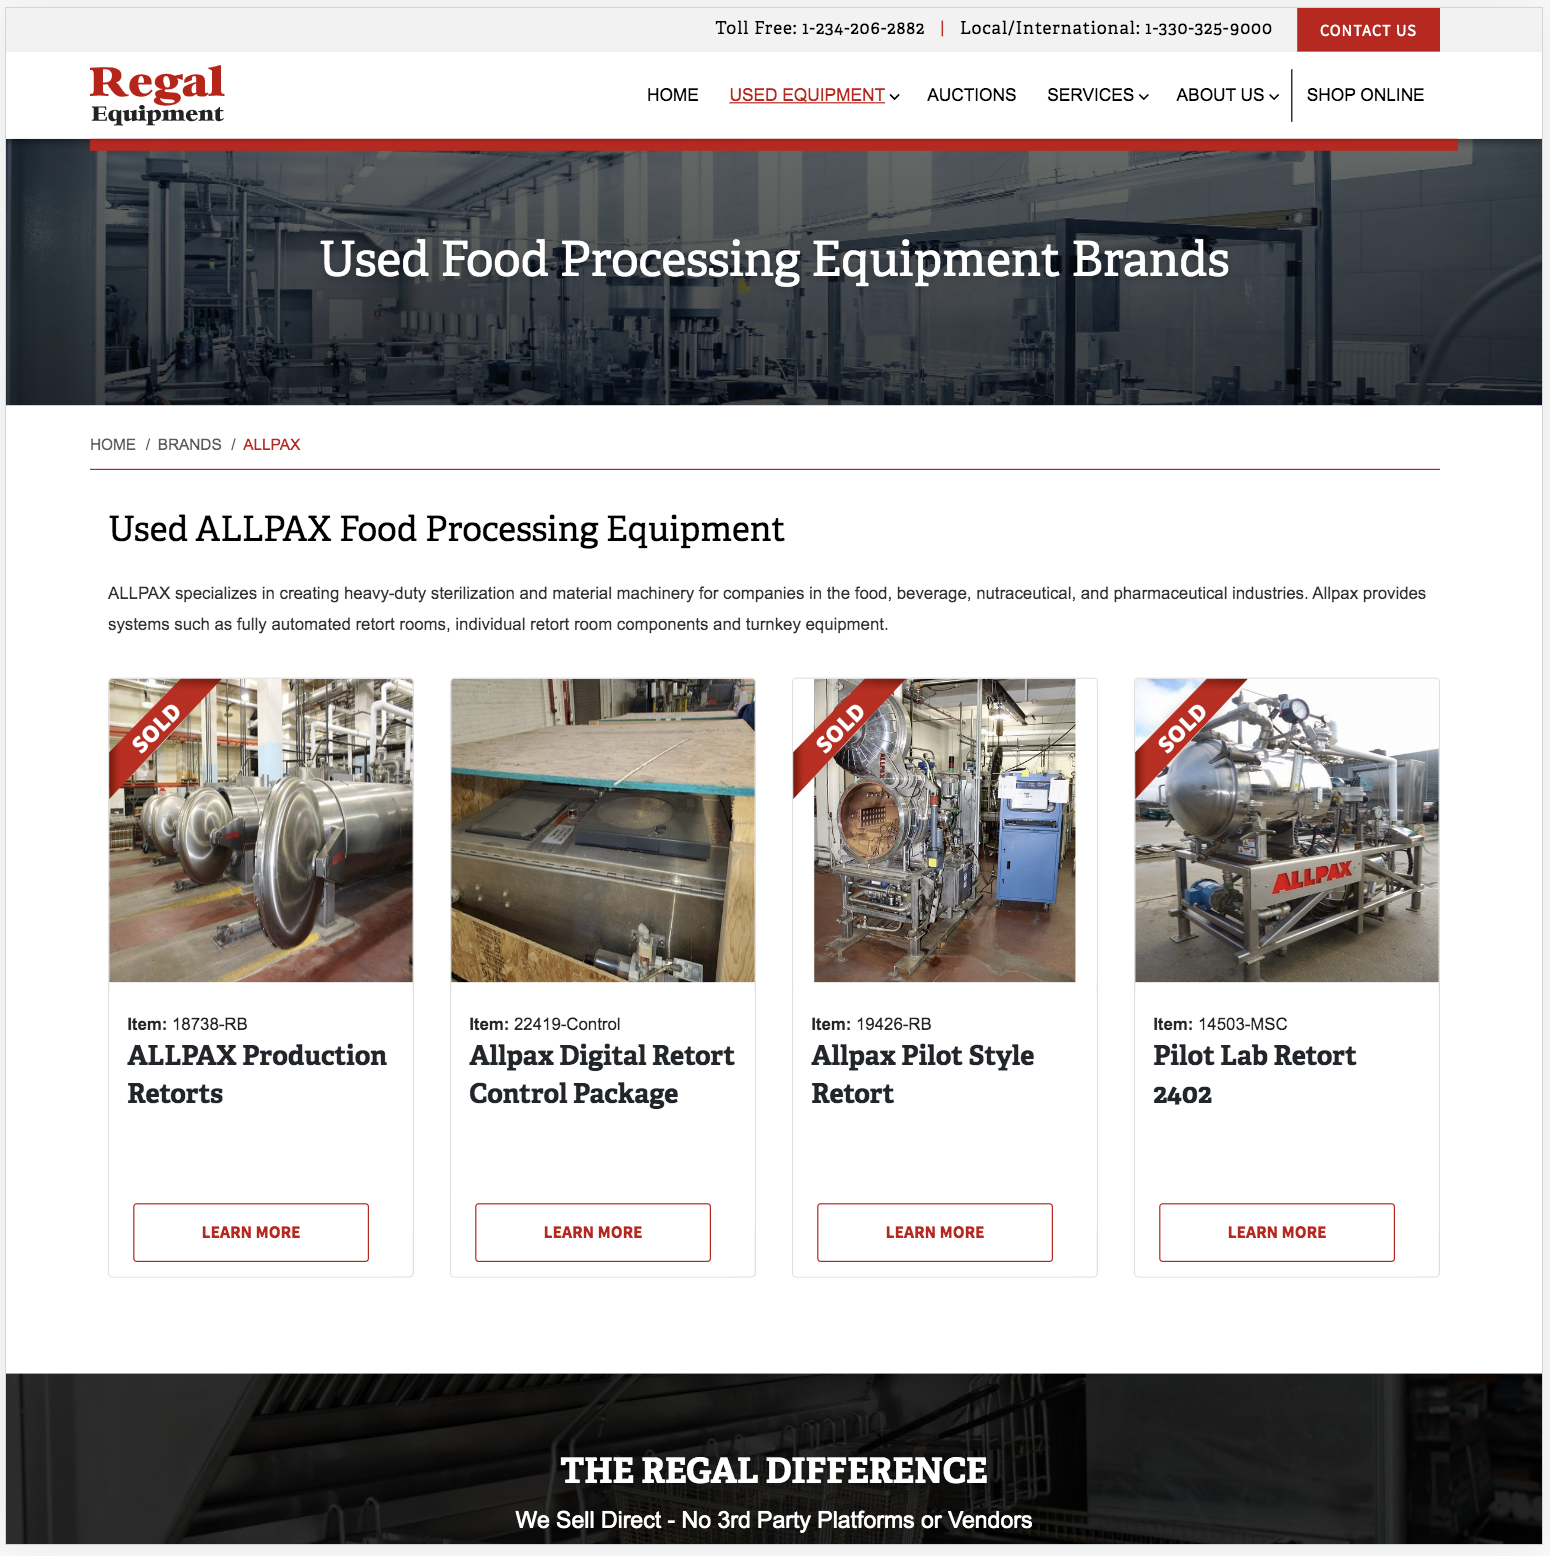 Toll Free: 1-234-206-2882 | Local/International: 1-330-325-9000 CONTACT US
Regal
Equipment
HOME USED EQUIPMENT AUCTIONS SERVICES ABOUT US SHOP ONLINE
Used Food Processing Equipment Brands
HOME / BRANDS / ALLPAX
Used ALLPAX Food Processing Equipment
ALLPAX specializes in creating heavy-duty sterilization and material machinery for companies in the food, beverage, nutraceutical, and pharmaceutical industries. Allpax provides
systems such as fully automated retort rooms, individual retort room components and turnkey equipment.
SOLD
Item: 18738-RB
ALLPAX Production
Retorts
LEARN MORE
Item: 22419-Control
Allpax Digital Retort
Control Package
LEARN MORE
SOLD
Item: 19426-RB
Allpax Pilot Style
Retort
LEARN MORE
SOLD
ALLPAX
Item: 14503-MSC
Pilot Lab Retort
2402
LEARN MORE
THE REGAL DIFFERENCE
We Sell Direct - No 3rd Party Platforms or Vendors